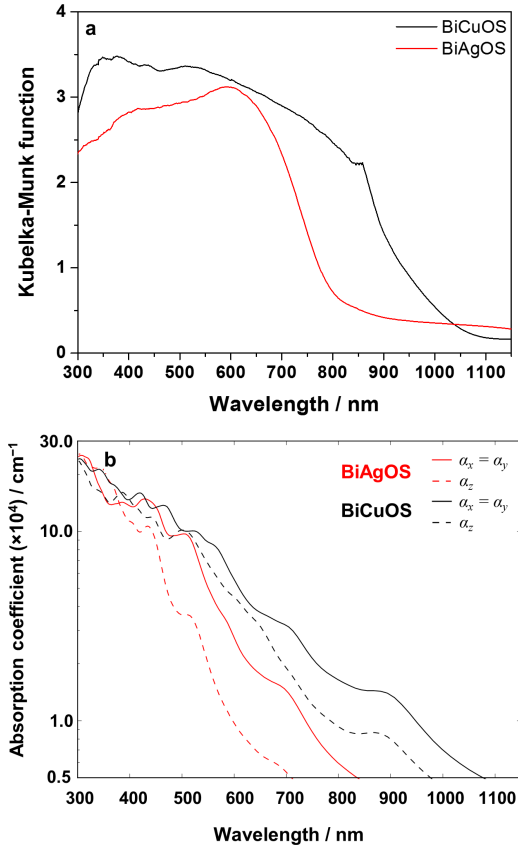 a
BiCuOS
BiAgOS
Kubelka-Munk function
4
3
2
1
0
300 400 500 600 700 800 900 1000 1100
Wavelength / nm
b
BiAgOS
αx = αy
αz
BiCuOS
αx = αy
αz
Absorption coefficient (×10⁴) / cm⁻¹
30.0
10.0
1.0
0.5
300 400 500 600 700 800 900 1000 1100
Wavelength / nm